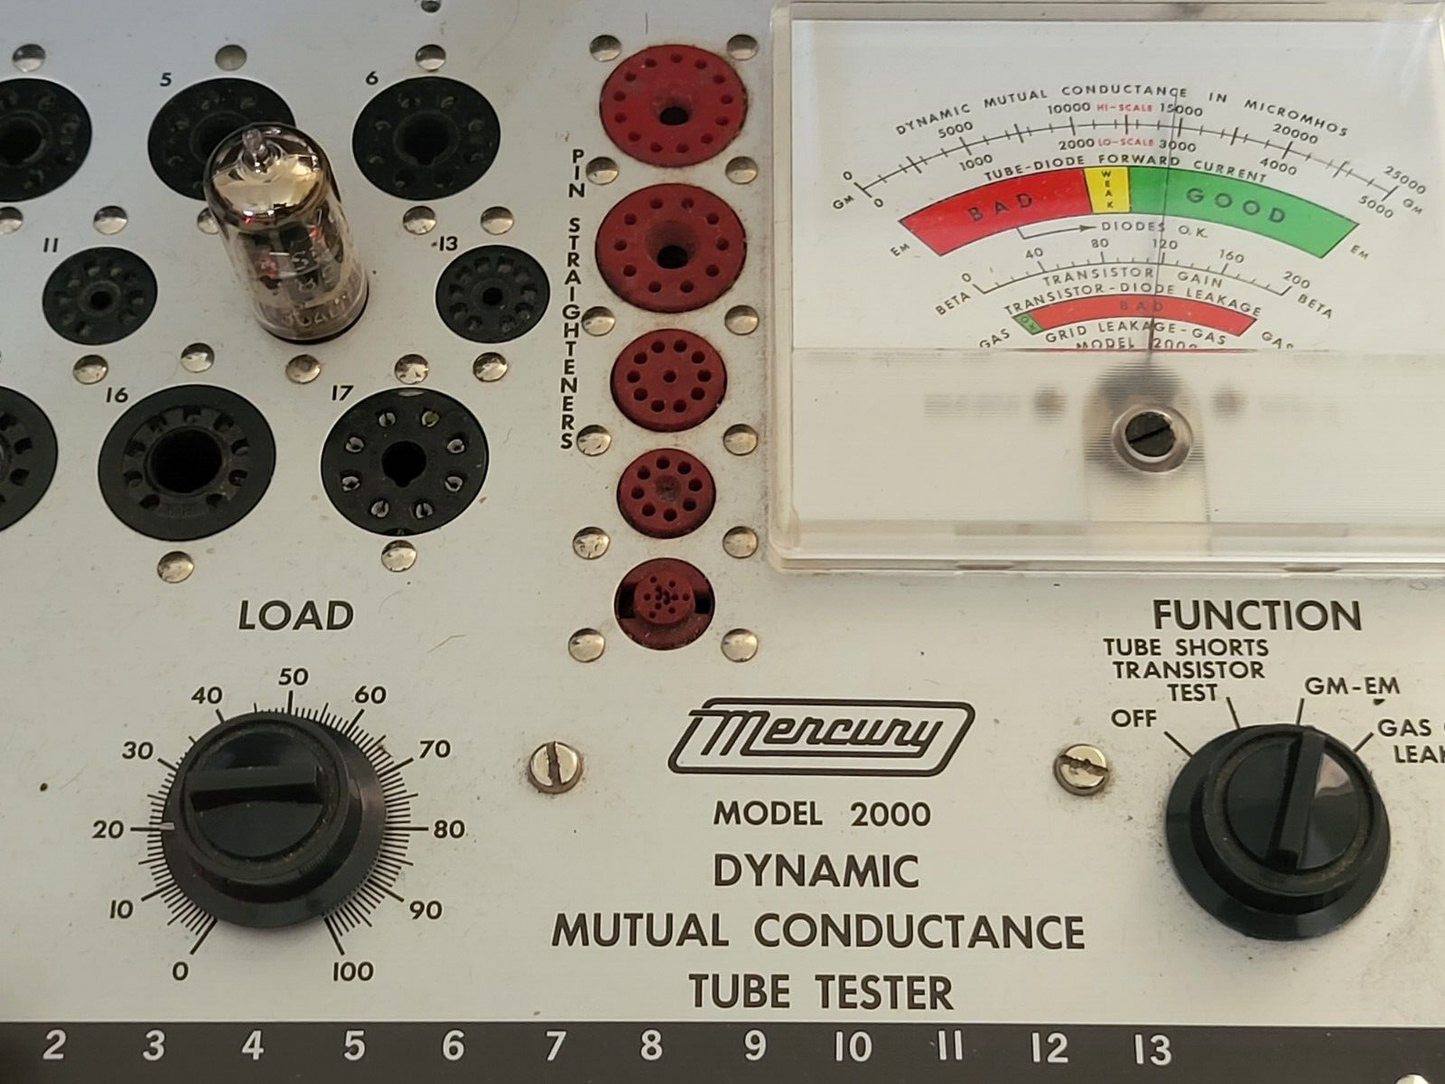 5
6
11
13
16
17
PIN STRAIGHTENERS
DYNAMIC MUTUAL CONDUCTANCE IN MICROMHOS
0 5000 10000 HI-SCALE 15000 20000 25000
GM 0 1000 2000 LO-SCALE 3000 4000 5000 GM
TUBE-DIODE FORWARD CURRENT
EM BAD WEAK GOOD EM
DIODES O.K.
BETA 0 40 80 120 160 200 BETA
TRANSISTOR GAIN
TRANSISTOR-DIODE LEAKAGE
GAS OK BAD
GRID LEAKAGE-GAS
MODEL 2000
LOAD
0 10 20 30 40 50 60 70 80 90 100
FUNCTION
OFF
TUBE SHORTS
TRANSISTOR
TEST
GM-EM
GAS
Mercury
MODEL 2000
DYNAMIC
MUTUAL CONDUCTANCE
TUBE TESTER
2 3 4 5 6 7 8 9 10 11 12 13